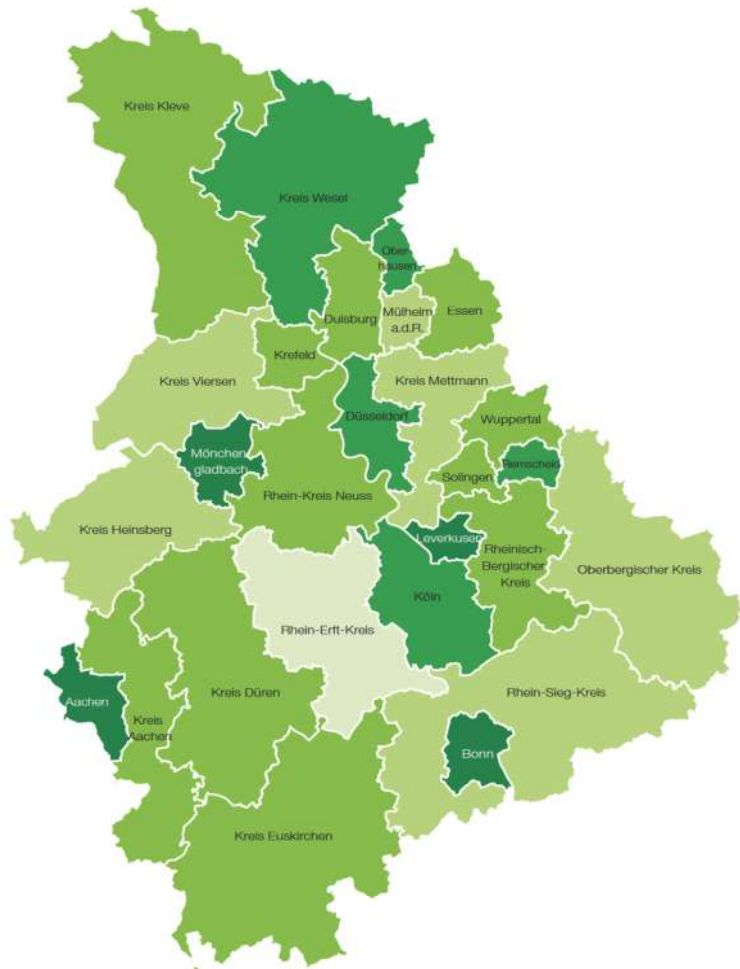 Kreis Kleve
Kreis Wesel
Ober-
hausen
Duisburg
Mülheim
a.d.R.
Essen
Krefeld
Kreis Viersen
Kreis Mettmann
Düsseldorf
Wuppertal
Mönchen
gladbach
Remscheid
Solingen
Rhein-Kreis Neuss
Kreis Heinsberg
Leverkusen
Rheinisch-
Bergischer
Kreis
Oberbergischer Kreis
Köln
Rhein-Erft-Kreis
Rhein-Sieg-Kreis
Kreis Düren
Aachen
Kreis
Aachen
Bonn
Kreis Euskirchen